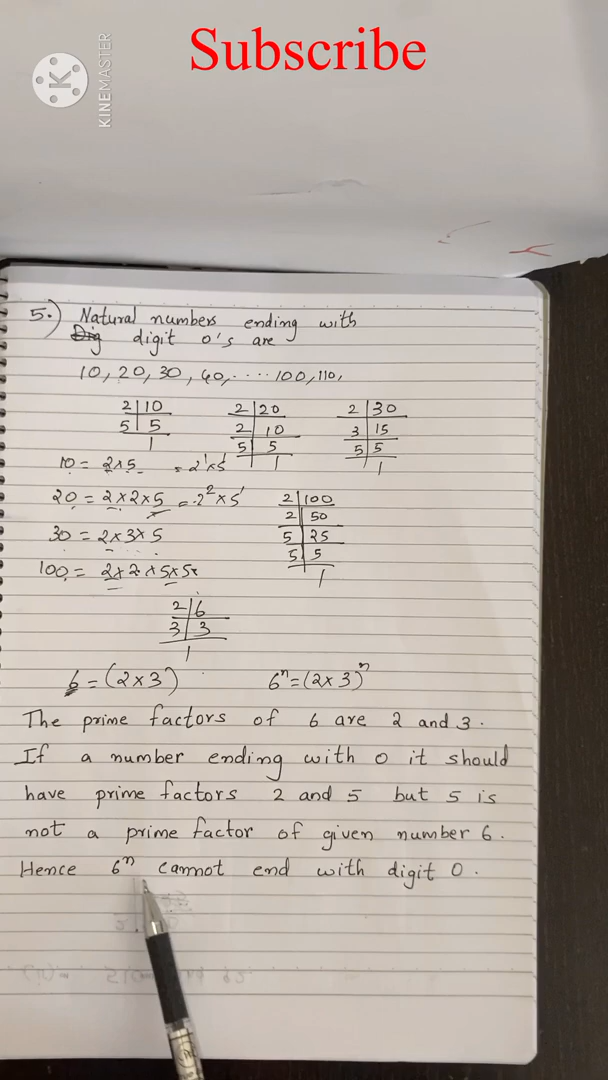 Subscribe
KINEMASTER
5.) Natural numbers ending with
Dig digit 0's are
10, 20, 30, 40, .... 100, 110,
2|10 2|20 2|30
5|5 2|10 3|15
1 5|5 5|5
10 = 2x5 = 2¹x5¹ 1 1
20 = 2x2x5 = 2²x5¹ 2|100
2|50
30 = 2x3x5 5|25
5|5
100 = 2x2x5x5x 1
2|6
3|3
1
6 = (2x3) 6ⁿ = (2x3)ⁿ
The prime factors of 6 are 2 and 3.
If a number ending with 0 it should
have prime factors 2 and 5 but 5 is
not a prime factor of given number 6.
Hence 6ⁿ cannot end with digit 0.